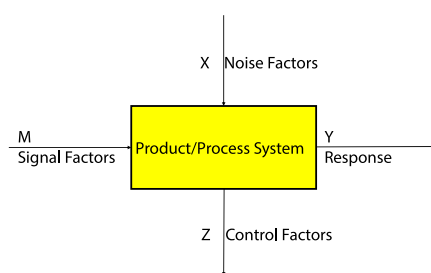 X Noise Factors
M
Signal Factors
Product/Process System
Y
Response
Z Control Factors